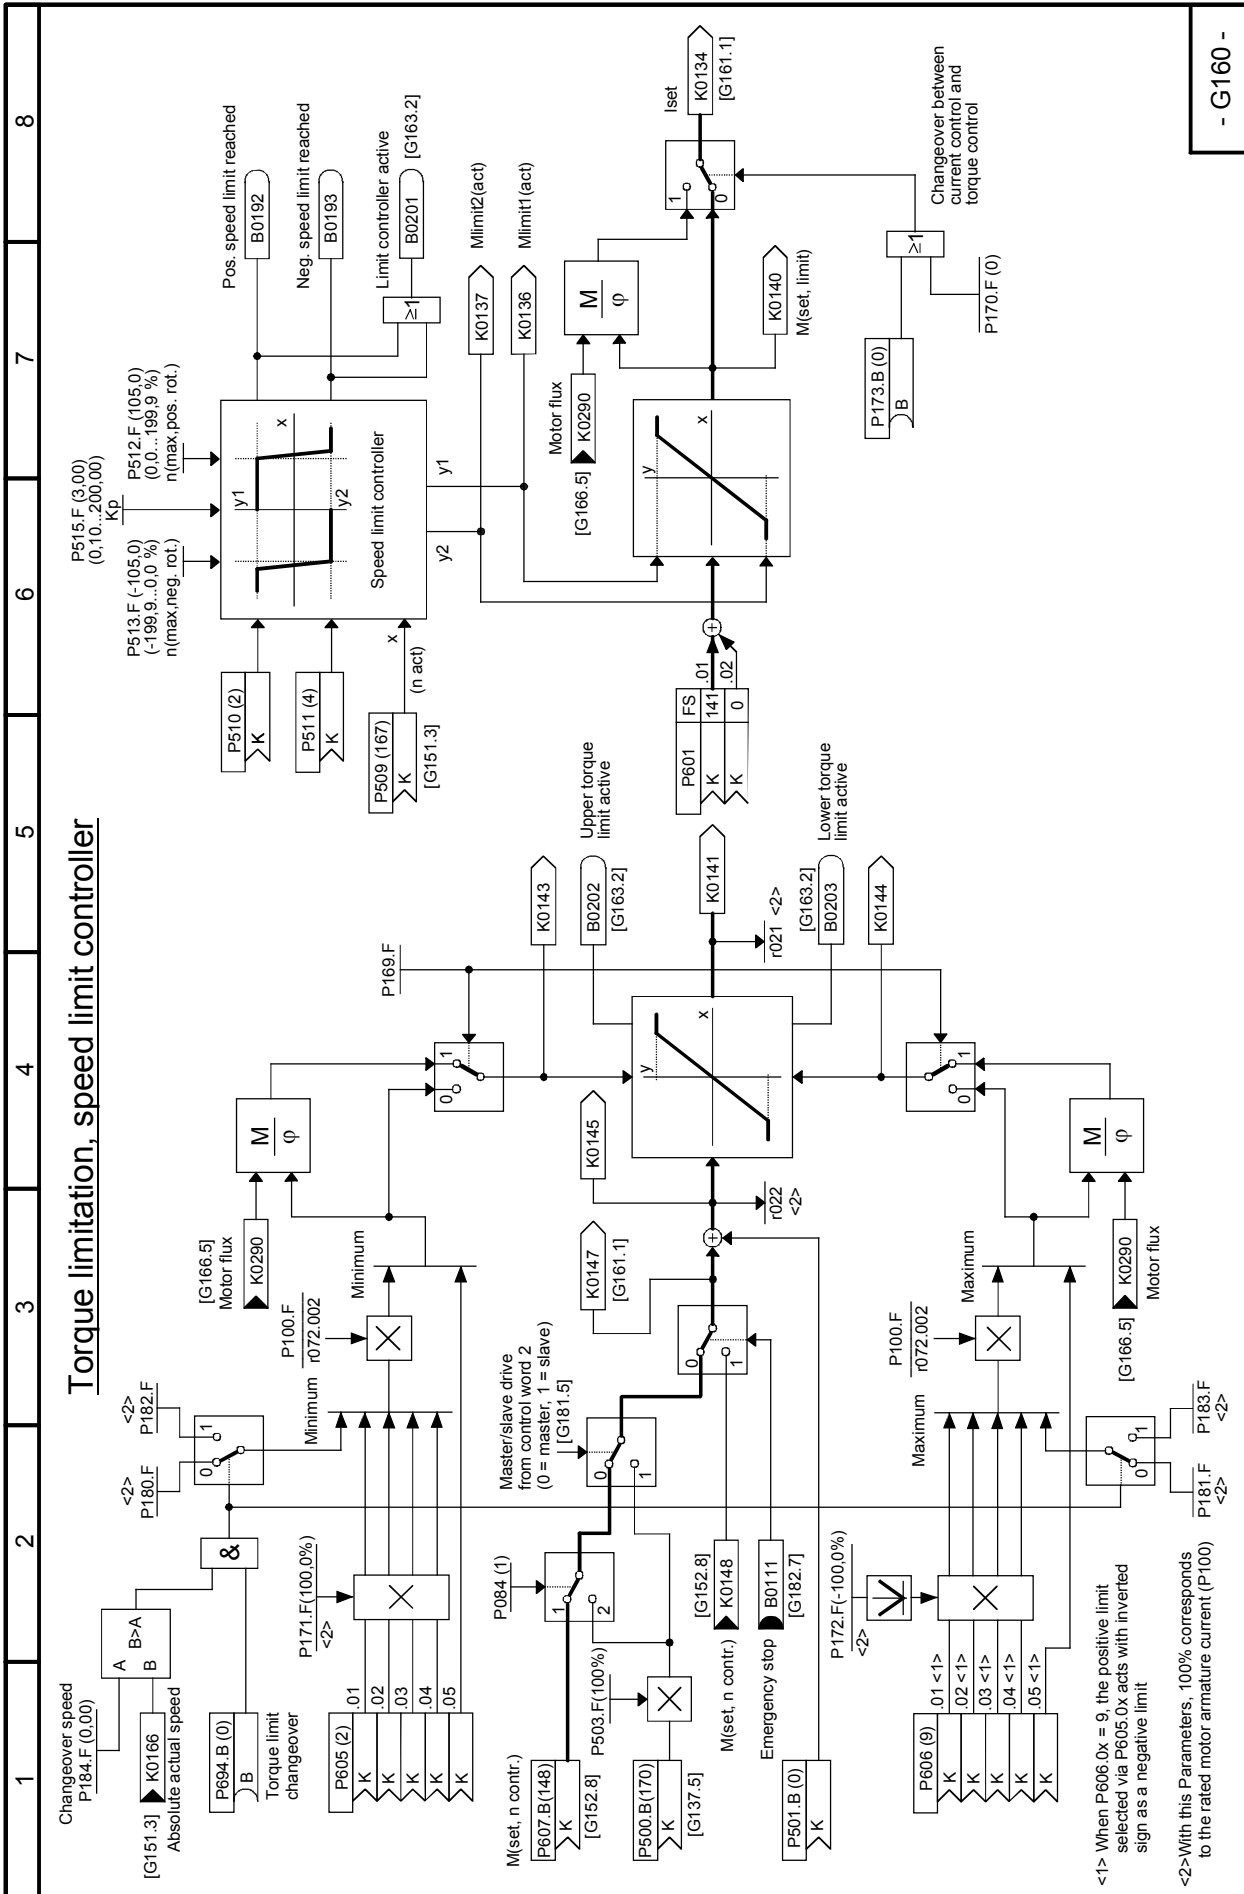 Torque limitation, speed limit controller
1 2 3 4 5 6 7 8
Changeover speed
P184.F (0,00)
A
B>A
B
[G151.3]
K0166
Absolute actual speed
P694.B (0)
B
Torque limit
changeover
&
<2>
P180.F
<2>
P182.F
0
1
P605 (2)
K
.01
K
.02
K
.03
K
.04
K
.05
P171.F(100,0%)
<2>
Minimum
P100.F
r072.002
Minimum
[G166.5]
Motor flux
K0290
M
φ
0
1
P169.F
K0143
B0202
[G163.2]
Upper torque
limit active
M(set, n contr.)
P607.B(148)
K
[G152.8]
P084 (1)
1
2
P503.F(100%)
P500.B(170)
K
[G137.5]
Master/slave drive
from control word 2
(0 = master, 1 = slave)
[G181.5]
0
1
[G152.8]
K0148
M(set, n contr.)
B0111
[G182.7]
Emergency stop
0
1
K0147
[G161.1]
P501.B (0)
K
+
K0145
r022
<2>
y
x
r021 <2>
K0141
[G163.2]
B0203
Lower torque
limit active
K0144
P606 (9)
K
.01 <1>
K
.02 <1>
K
.03 <1>
K
.04 <1>
K
.05 <1>
P172.F(-100,0%)
<2>
Maximum
P100.F
r072.002
Maximum
[G166.5]
K0290
Motor flux
M
φ
0
1
0
1
P181.F
<2>
P183.F
<2>
P510 (2)
K
P511 (4)
K
P509 (167)
K
[G151.3]
x
(n act)
P513.F (-105,0)
(-199,9...0,0 %)
n(max,neg. rot.)
P515.F (3,00)
(0,10...200,00)
Kp
P512.F (105,0)
(0,0...199,9 %)
n(max,pos. rot.)
y1
x
y2
Speed limit controller
y2
y1
Pos. speed limit reached
B0192
Neg. speed limit reached
B0193
Limit controller active
≥1
B0201
[G163.2]
K0137
Mlimit2(act)
K0136
Mlimit1(act)
P601
FS
K
141
.01
K
0
.02
+
y
x
Motor flux
K0290
[G166.5]
M
φ
K0140
M(set, limit)
1
0
Iset
K0134
[G161.1]
P173.B (0)
B
P170.F (0)
≥1
Changeover between
current control and
torque control
<1> When P606.0x = 9, the positive limit
selected via P605.0x acts with inverted
sign as a negative limit
<2>With this Parameters, 100% corresponds
to the rated motor armature current (P100)
- G160 -